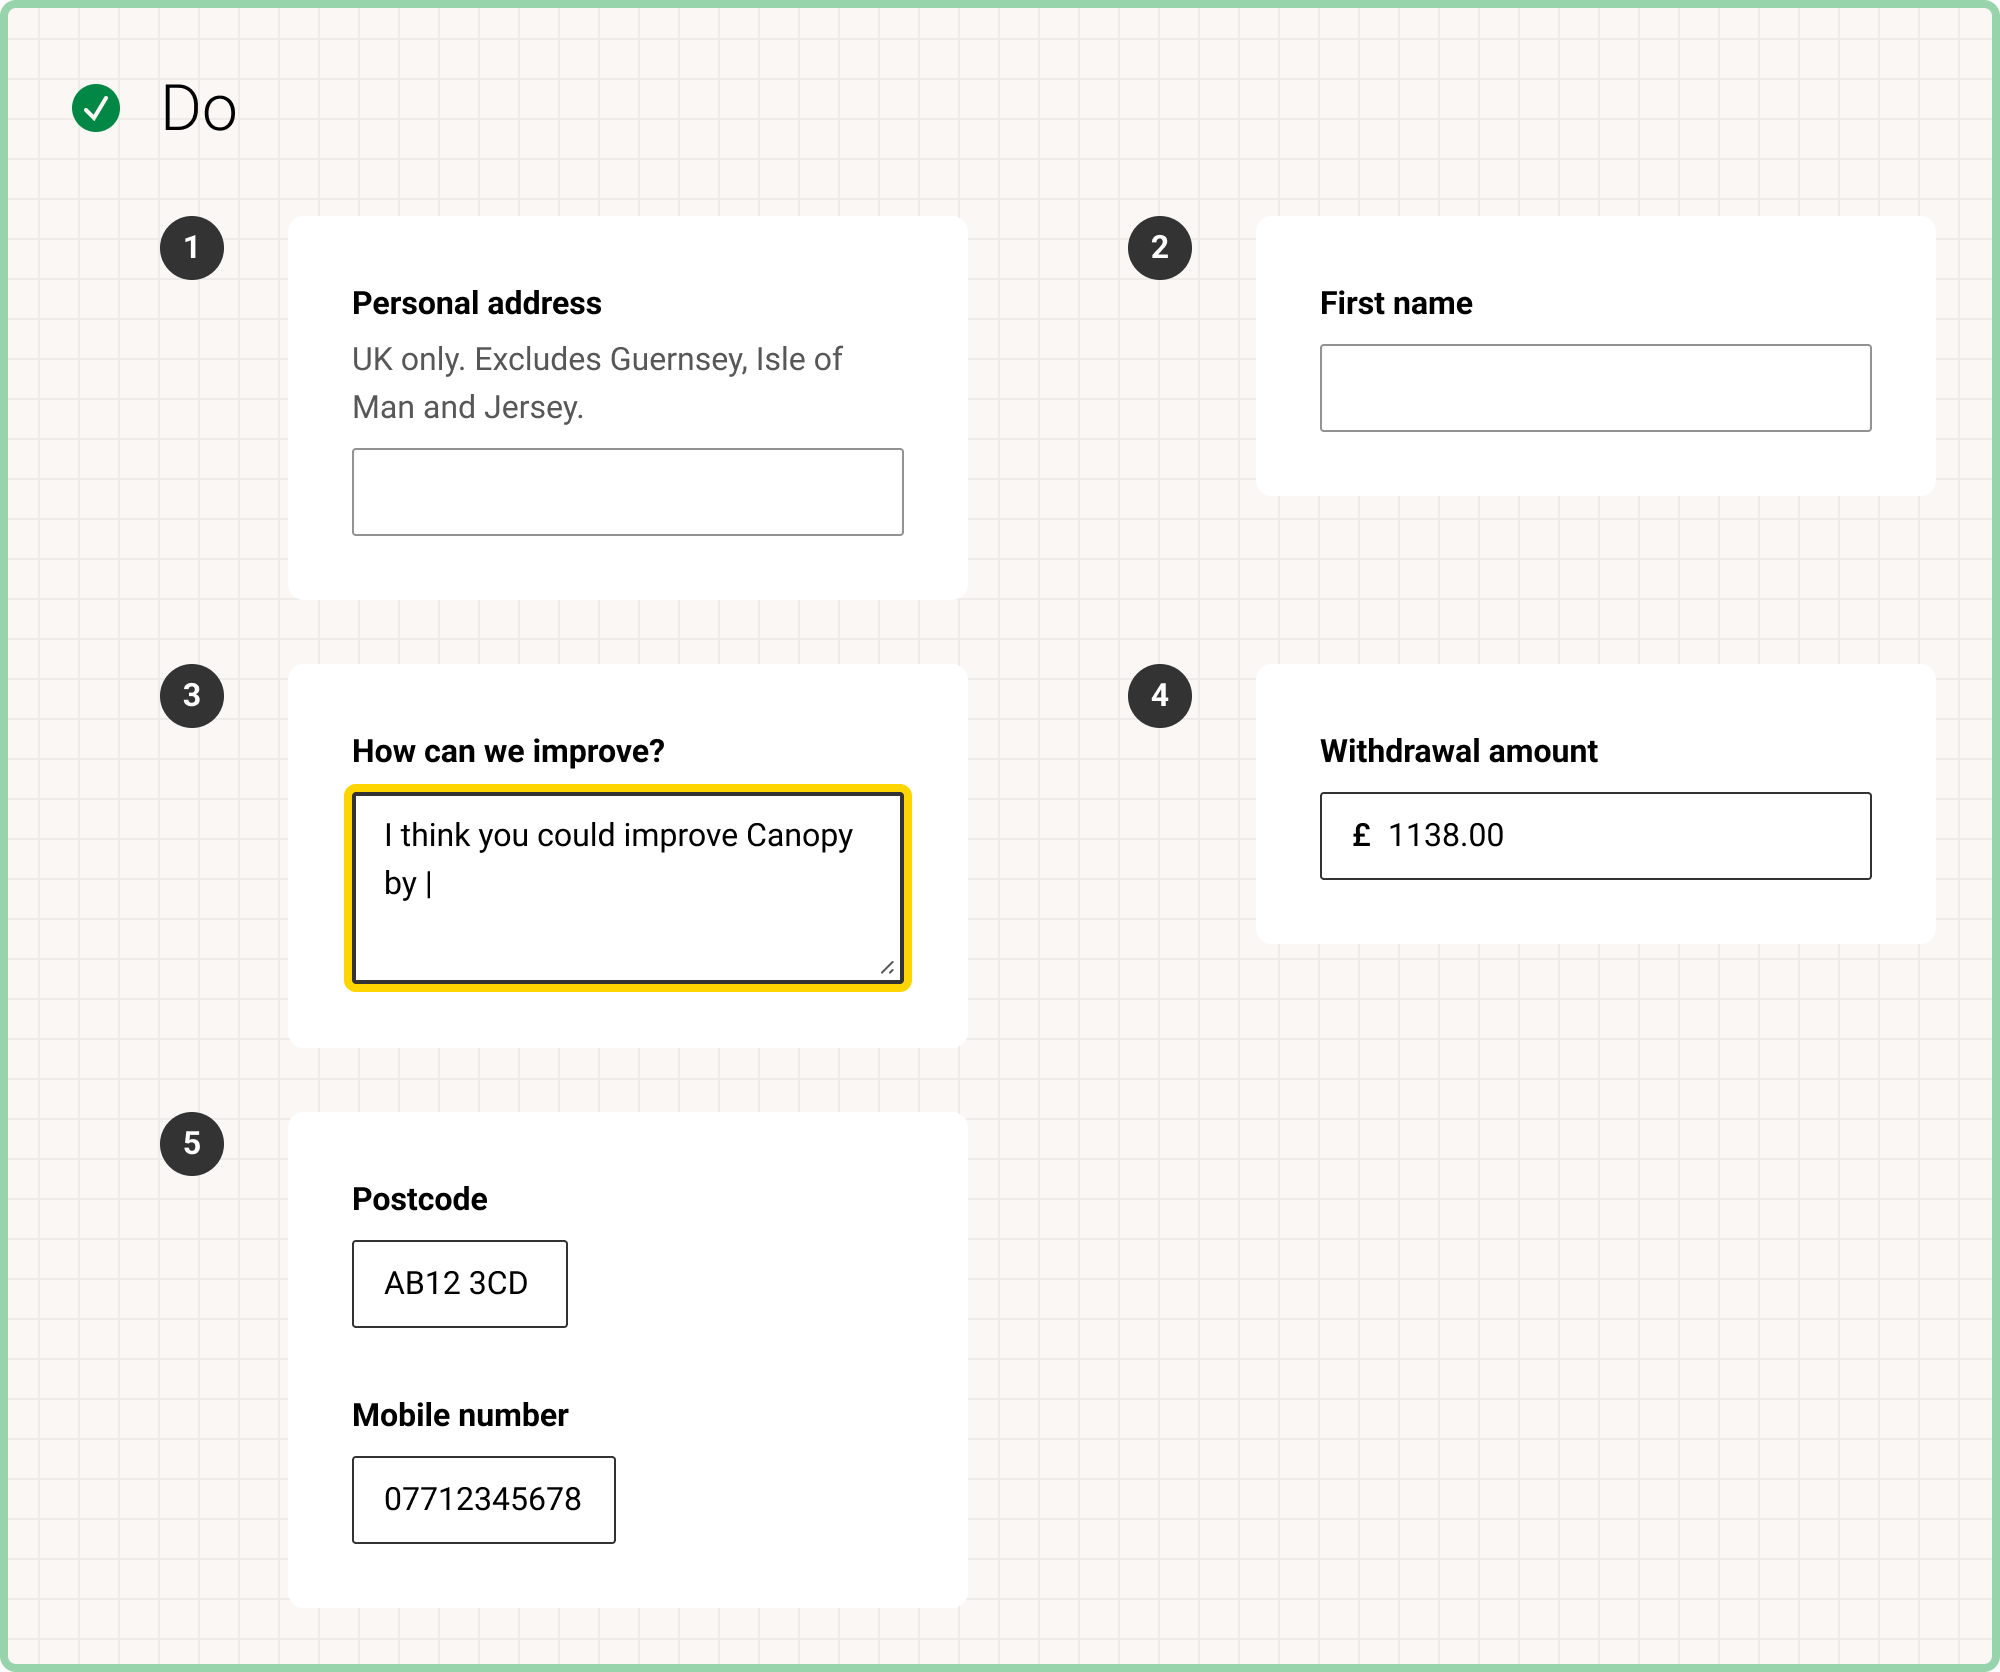 Do
1
Personal address
UK only. Excludes Guernsey, Isle of
Man and Jersey.
2
First name
3
How can we improve?
I think you could improve Canopy
by |
4
Withdrawal amount
£ 1138.00
5
Postcode
AB12 3CD
Mobile number
07712345678